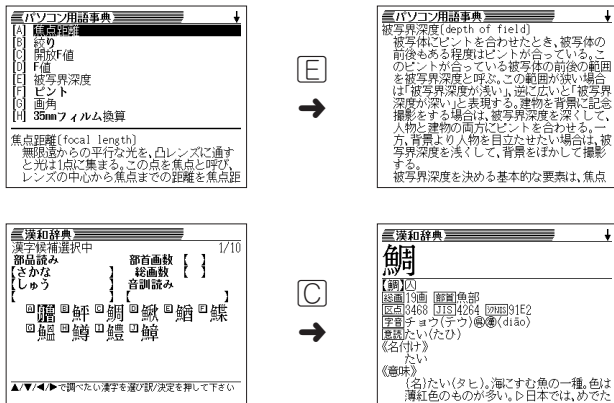 パソコン用語事典
[A] 焦点距離
[B] 絞り
[C] 開放F値
[D] F値
[E] 被写界深度
[F] ピント
[G] 画角
[H] 35mmフィルム換算
焦点距離(focal length)
無限遠からの平行な光を、凸レンズに通す
と光は1点に集まる。この点を焦点と呼び、
レンズの中心から焦点までの距離を焦点距
E
パソコン用語事典
被写界深度(depth of field)
被写体にピントを合わせたとき、被写体の
前後もある程度はピントが合っている。こ
のピントが合っている被写体の前後の範囲
を被写界深度と呼ぶ。この範囲が狭い場合
は「被写界深度が浅い」、逆に広いと「被写界
深度が深い」と表現する。建物を背景に記念
撮影をする場合は、被写界深度を深くして、
人物と建物の両方にピントを合わせる。一
方、背景より人物を目立たせたい場合は、被
写界深度を浅くして、背景をぼかして撮影
する。
被写界深度を決める基本的な要素は、焦点
漢和辞典
漢字候補選択中 1/10
部品読み 部首画数【 】
【さかな 】 総画数【 】
【しゅう 】 音訓読み
【 】 【 】
▲/▼/◀/▶で調べたい漢字を選び訳/決定を押して下さい
C
漢和辞典
鯛
【鯛】人
総画19画 部首魚部
区点3468 JIS4264 シフトJIS91E2
字音チョウ(テウ)(diāo)
意読たい(たひ)
《名付け》
たい
《意味》
{名}たい(タヒ)。海にすむ魚の一種。色は
薄紅色のものが多い。▷日本では、めでた